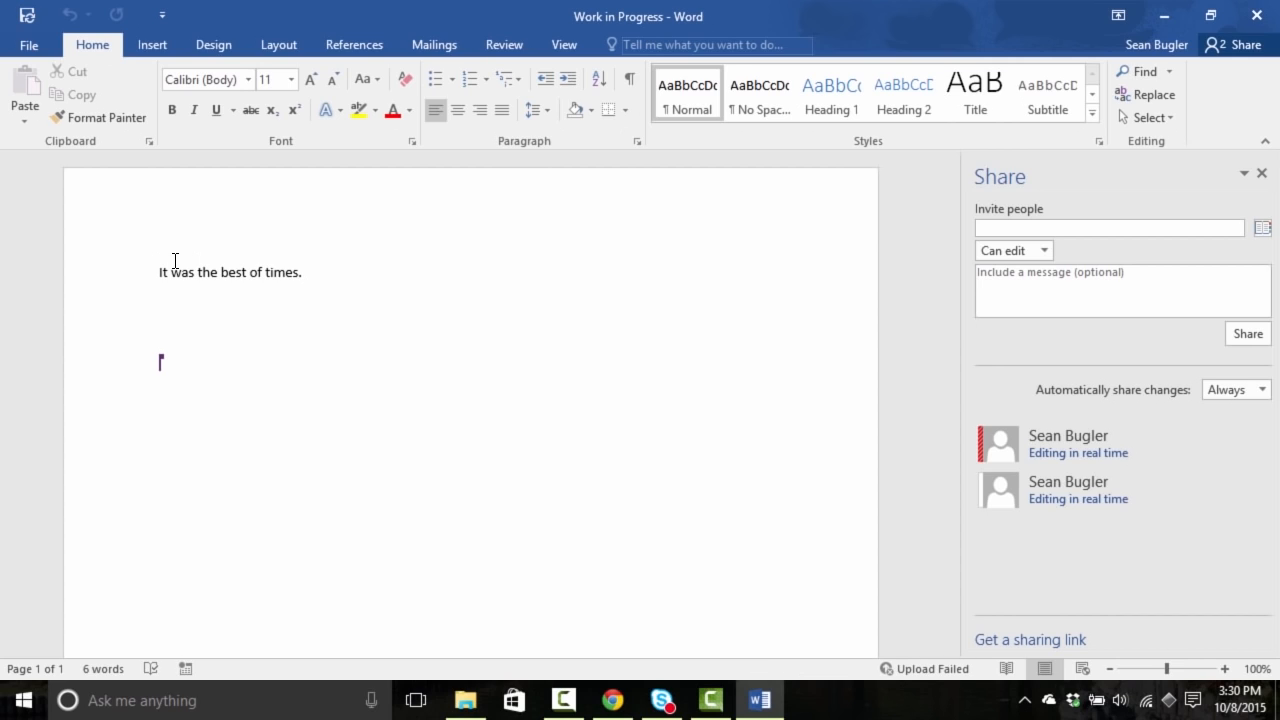 Work in Progress - Word
File Home Insert Design Layout References Mailings Review View Tell me what you want to do... Sean Bugler 2 Share
Cut
Copy
Format Painter
Paste
Clipboard
Calibri (Body) 11 Aa
B I U abc X₂ X² A ab A
Font
Paragraph
AaBbCcDc AaBbCcDc AaBbCc AaBbCcD AaB AaBbCcD
¶ Normal ¶ No Spac... Heading 1 Heading 2 Title Subtitle
Styles
Find
Replace
Select
Editing
It was the best of times.
Share
Invite people
Can edit
Include a message (optional)
Share
Automatically share changes: Always
Sean Bugler
Editing in real time
Sean Bugler
Editing in real time
Get a sharing link
Page 1 of 1 6 words Upload Failed 100%
Ask me anything
3:30 PM
10/8/2015